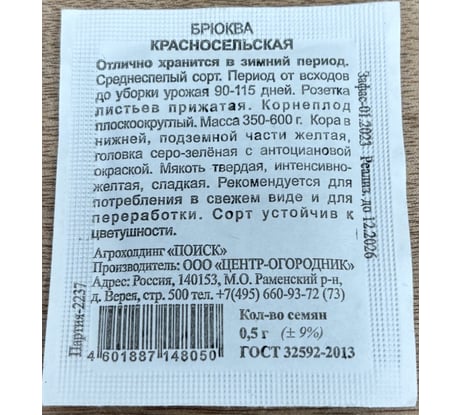 БРЮКВА
КРАСНОСЕЛЬСКАЯ
Отлично хранится в зимний период.
Среднеспелый сорт. Период от всходов
до уборки урожая 90-115 дней. Розетка
листьев прижатая. Корнеплод
плоскоокруглый. Масса 350-600 г. Кора в
нижней, подземной части желтая,
головка серо-зелёная с антоциановой
окраской. Мякоть твердая, интенсивно-
желтая, сладкая. Рекомендуется для
потребления в свежем виде и для
переработки. Сорт устойчив к
цветушности.
Агрохолдинг "ПОИСК"
Производитель: ООО "ЦЕНТР-ОГОРОДНИК"
Адрес: Россия, 140153, М.О. Раменский р-н,
д. Верея, стр. 500 тел. +7(495) 660-93-72 (73)
Партия-2237
4 601887 148050
Кол-во семян
0,5 г (± 9%)
ГОСТ 32592-2013
Зафас-01.2023 Реализ. до 12.2026